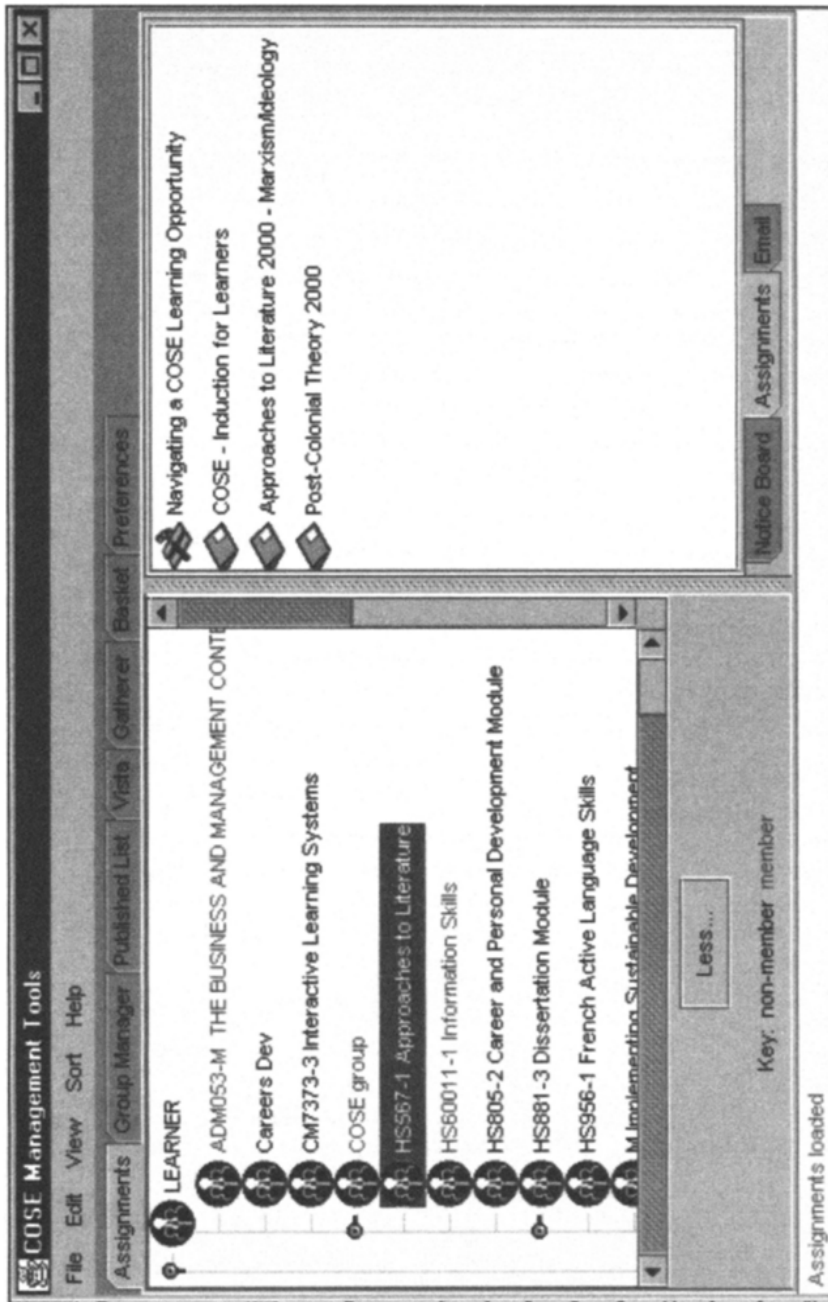 COSE Management Tools
File Edit View Sort Help
Assignments Group Manager Published List Vista Gatherer Basket Preferences
LEARNER
ADM053-M THE BUSINESS AND MANAGEMENT CONTE
Careers Dev
CM7373-3 Interactive Learning Systems
COSE group
HS567-1 Approaches to Literature
HS60011-1 Information Skills
HS805-2 Career and Personal Development Module
HS881-3 Dissertation Module
HS956-1 French Active Language Skills
M Implementing Sustainable Development
Less...
Key: non-member member
Navigating a COSE Learning Opportunity
COSE - Induction for Learners
Approaches to Literature 2000 - Marxism/Ideology
Post-Colonial Theory 2000
Notice Board Assignments Email
Assignments loaded